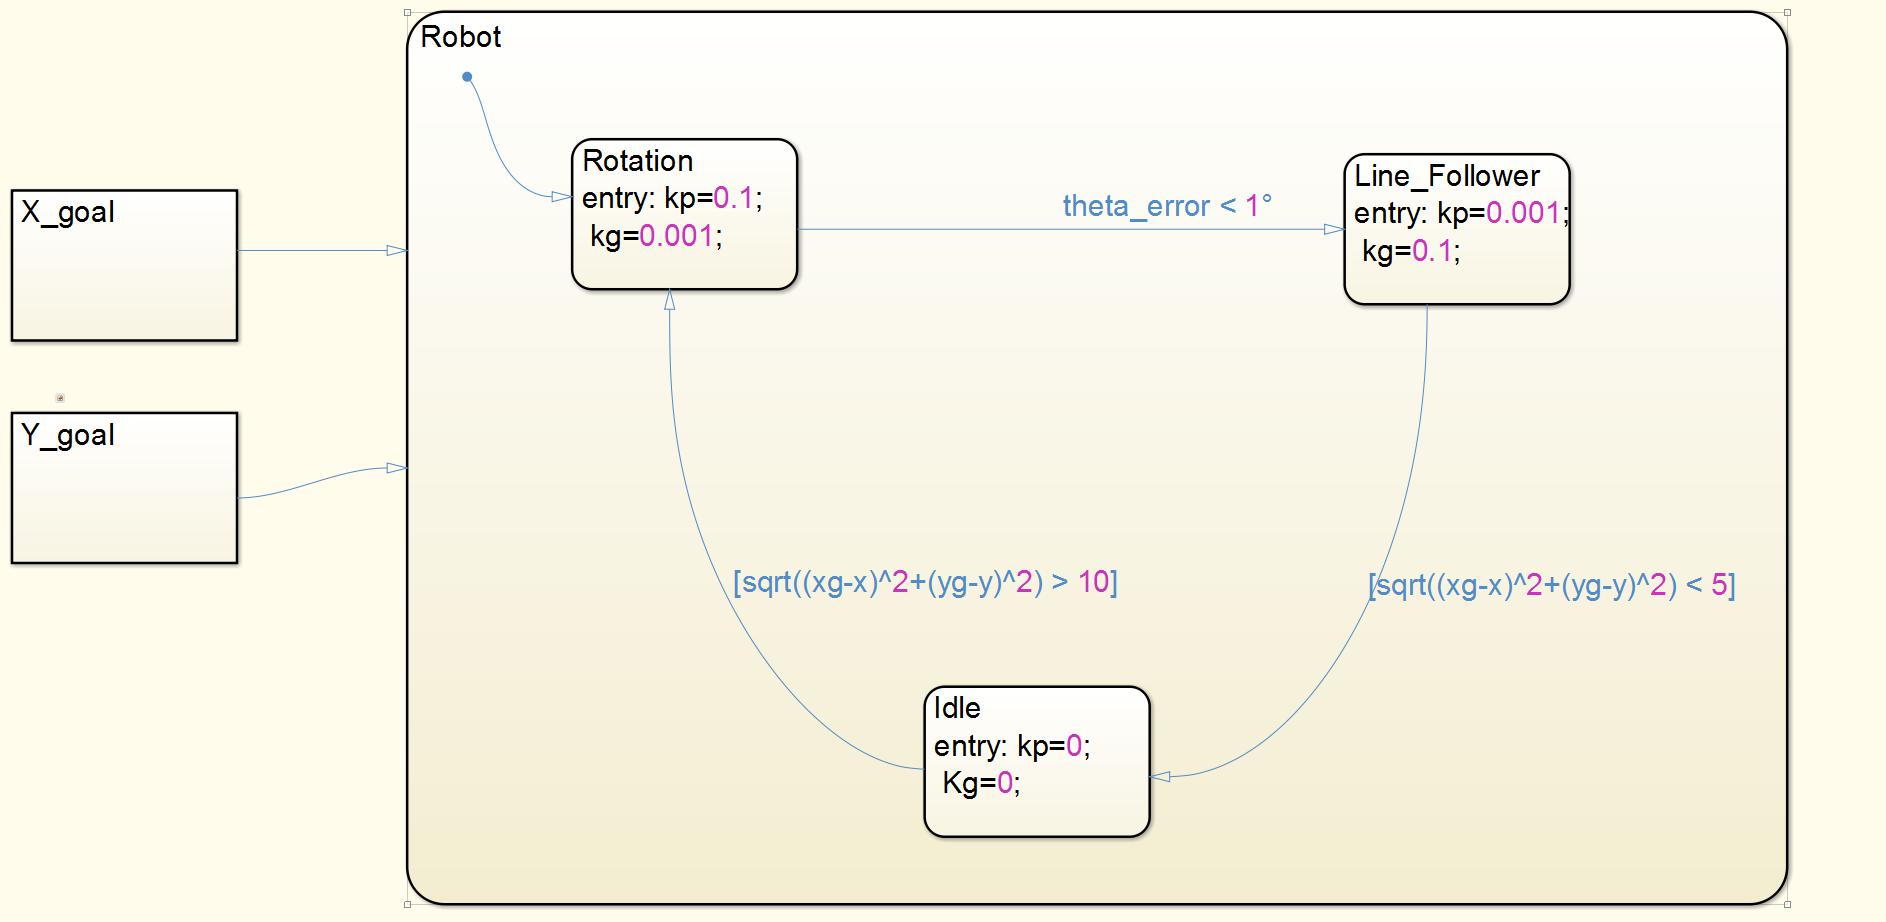 Robot
X_goal
Y_goal
Rotation
entry: kp=0.1;
kg=0.001;
theta_error < 1°
Line_Follower
entry: kp=0.001;
kg=0.1;
[sqrt((xg-x)^2+(yg-y)^2) > 10]
[sqrt((xg-x)^2+(yg-y)^2) < 5]
Idle
entry: kp=0;
Kg=0;